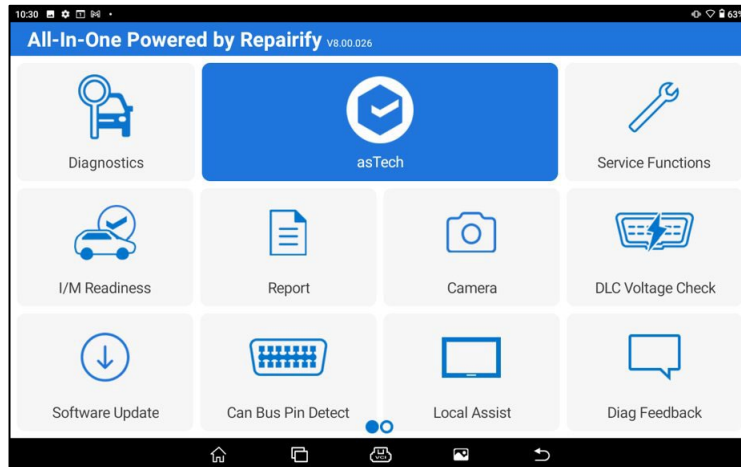 10:30
63%
All-In-One Powered by Repairify V8.00.026
Diagnostics
asTech
Service Functions
I/M Readiness
Report
Camera
DLC Voltage Check
Software Update
Can Bus Pin Detect
Local Assist
Diag Feedback
VCI